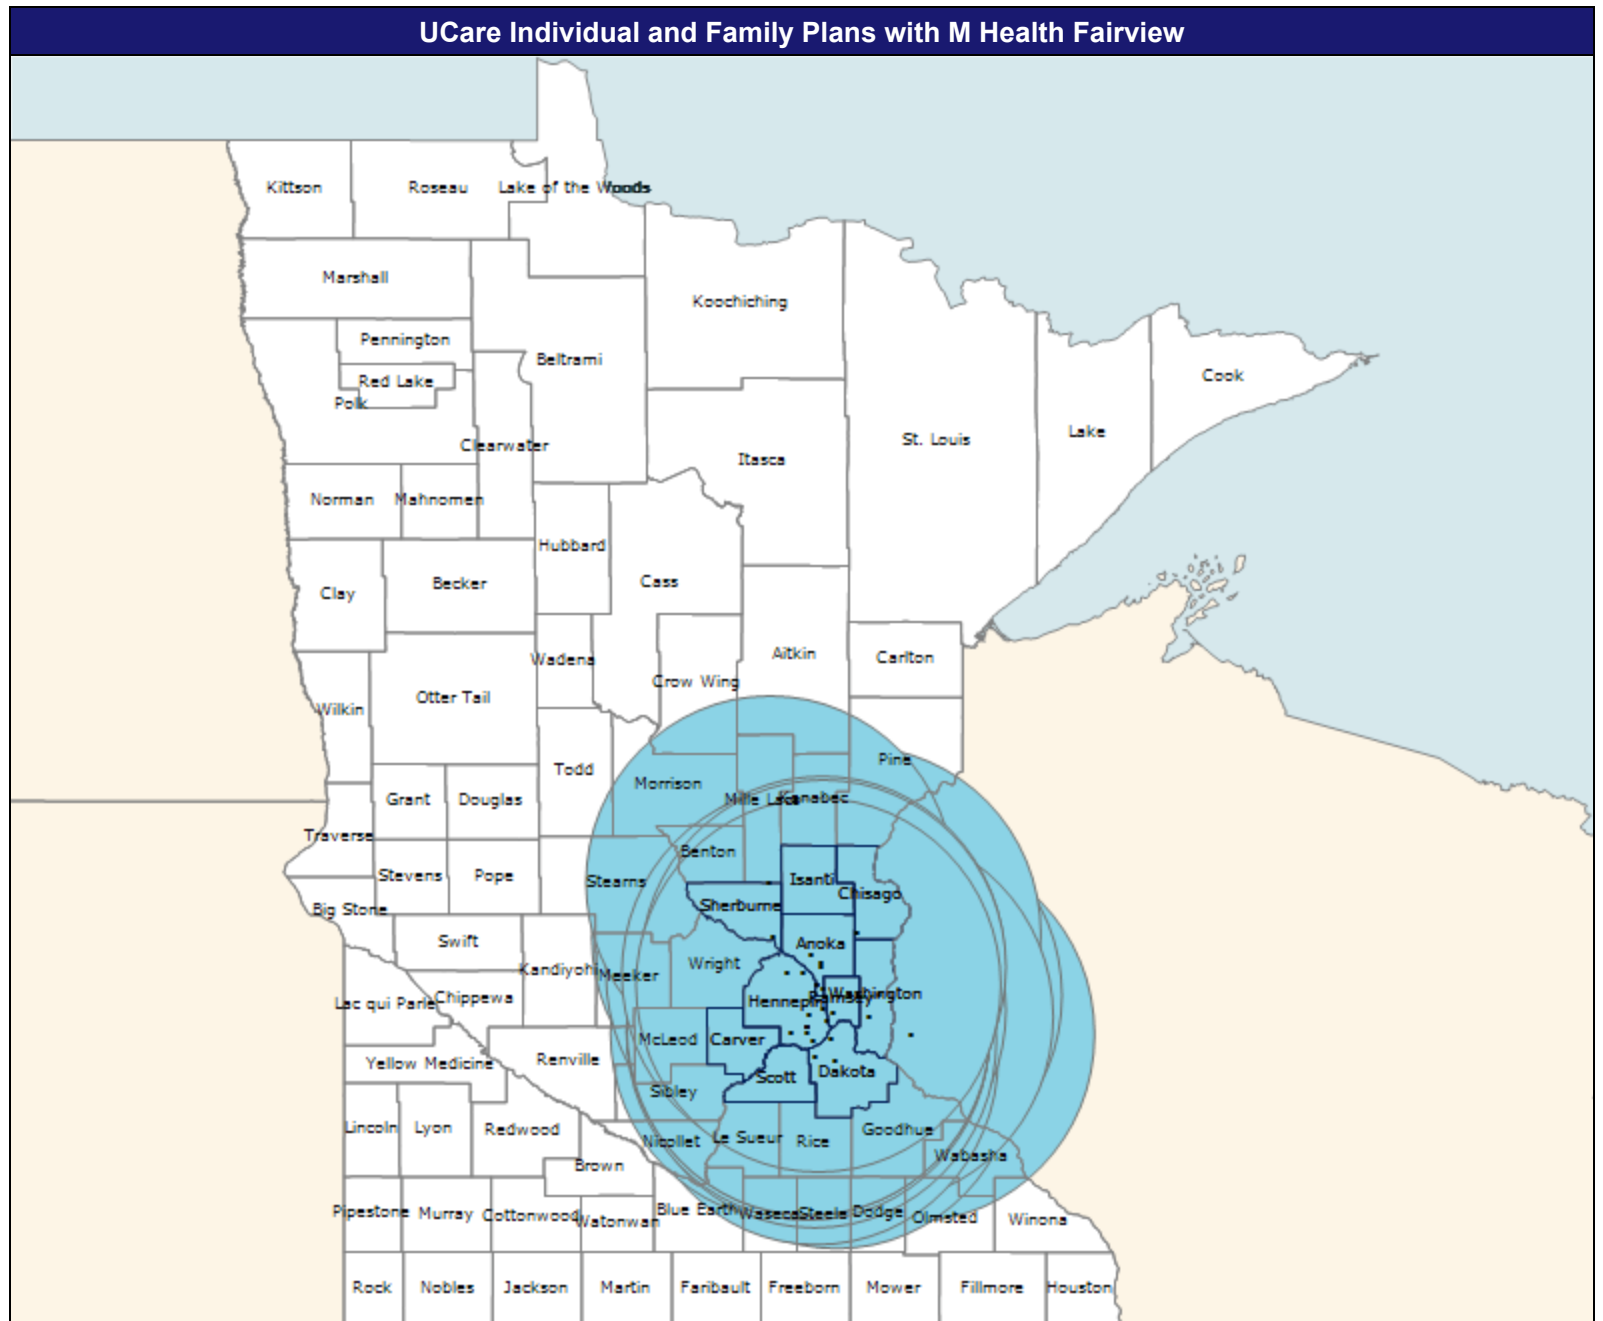 UCare Individual and Family Plans with M Health Fairview
Kittson
Roseau
Lake of the Woods
Marshall
Koochiching
Pennington
Beltrami
Red Lake
Polk
Cook
Lake
St. Louis
Clearwater
Itasca
Norman
Mahnomen
Hubbard
Cass
Becker
Clay
Wadena
Aitkin
Carlton
Crow Wing
Otter Tail
Wilkin
Pine
Todd
Morrison
Grant
Douglas
Mille Lacs
Kanabec
Traverse
Benton
Stevens
Pope
Stearns
Isanti
Chisago
Big Stone
Sherburne
Swift
Anoka
Kandiyohi
Meeker
Wright
Lac qui Parle
Chippewa
Hennepin
Ramsey
Washington
McLeod
Carver
Yellow Medicine
Renville
Scott
Dakota
Sibley
Lincoln
Lyon
Redwood
Nicollet
Le Sueur
Rice
Goodhue
Wabasha
Brown
Pipestone
Murray
Cottonwood
Watonwan
Blue Earth
Waseca
Steele
Dodge
Olmsted
Winona
Rock
Nobles
Jackson
Martin
Faribault
Freeborn
Mower
Fillmore
Houston